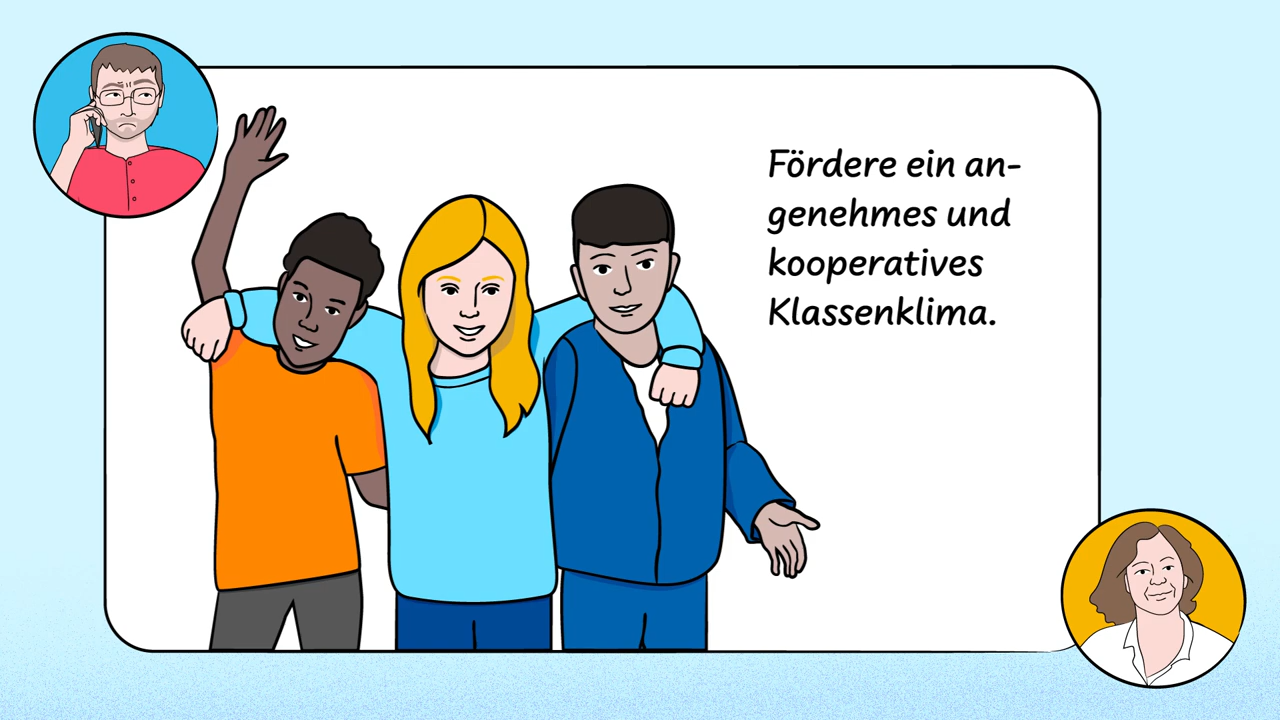 Fördere ein an-
genehmes und
kooperatives
Klassenklima.